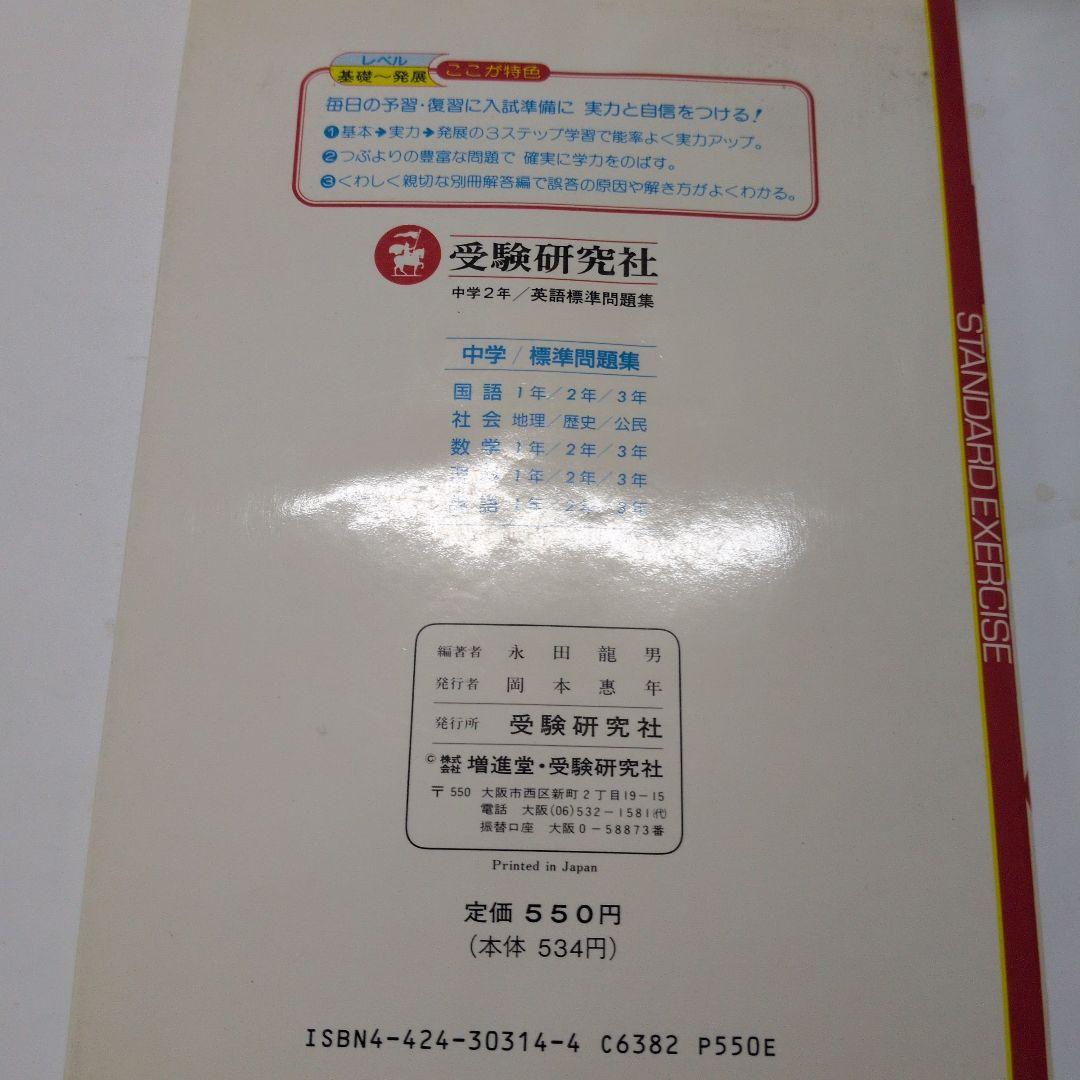 レベル
基礎～発展
ここが特色
毎日の予習・復習に入試準備に 実力と自信をつける!
❶基本➔実力➔発展の3ステップ学習で能率よく実力アップ。
❷つぶよりの豊富な問題で 確実に学力をのばす。
❸くわしく親切な別冊解答編で誤答の原因や解き方がよくわかる。
受験研究社
中学2年／英語標準問題集
中学／標準問題集
国語 1年／2年／3年
社会 地理／歴史／公民
数学 1年／2年／3年
1年／2年／3年
語 1年／2年／3年
編著者 永田龍男
発行者 岡本惠年
発行所 受験研究社
© 株式会社 増進堂・受験研究社
〒550 大阪市西区新町2丁目19-15
電話 大阪(06)532-1581㈹
振替口座 大阪0-58873番
Printed in Japan
定価 550円
(本体 534円)
ISBN4-424-30314-4 C6382 P550E
STANDARD EXERCISE